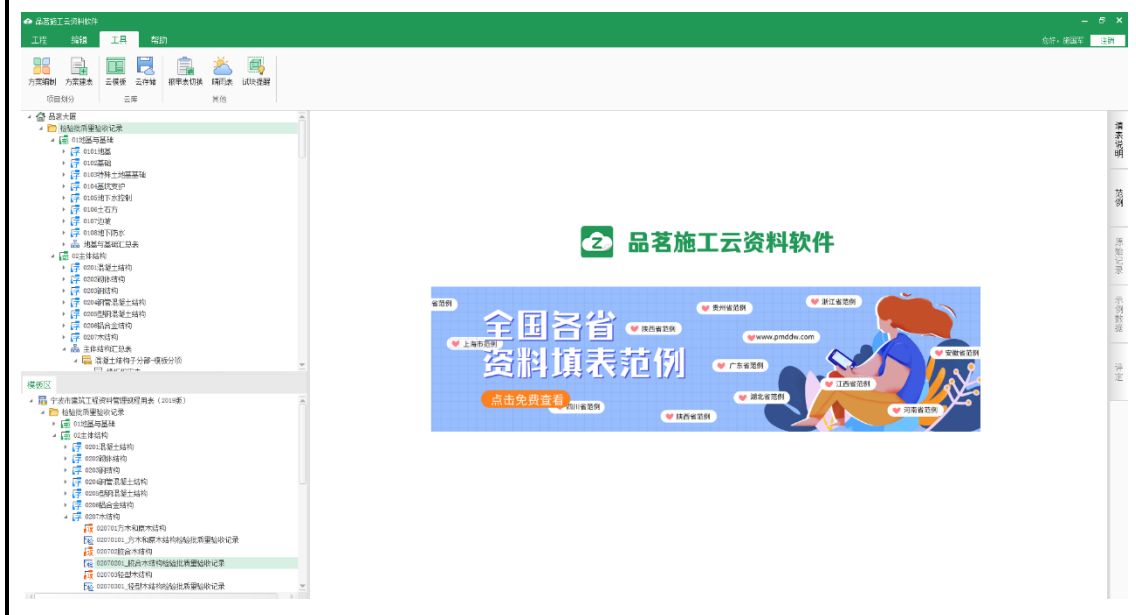 品茗施工云资料软件
工程 编辑 工具 帮助
您好，施国军 注销
方案编制 方案建表 云模板 云存储 报审表切换 晴雨表 试块提醒
项目划分 云库 其他
品茗大厦
检验批质量验收记录
01地基与基础
0101地基
0102基础
0103特殊土地基基础
0104基坑支护
0105地下水控制
0106土石方
0107边坡
0108地下防水
地基与基础汇总表
02主体结构
0201混凝土结构
0202砌体结构
0203钢结构
0204钢管混凝土结构
0205型钢混凝土结构
0206铝合金结构
0207木结构
主体结构汇总表
混凝土结构子分部-模板分项
模板区
宁波市建筑工程资料管理规程用表（2019版）
检验批质量验收记录
01地基与基础
02主体结构
0201混凝土结构
0202砌体结构
0203钢结构
0204钢管混凝土结构
0205型钢混凝土结构
0206铝合金结构
0207木结构
020701方木和原木结构
02070101_方木和原木结构检验批质量验收记录
020702胶合木结构
02070201_胶合木结构检验批质量验收记录
020703轻型木结构
02070301_轻型木结构检验批质量验收记录
品茗施工云资料软件
全国各省
资料填表范例
点击免费查看
省范例
上海市范例
陕西省范例
贵州省范例
浙江省范例
www.pmddw.com
安徽省范例
广东省范例
江西省范例
湖北省范例
四川省范例
陕西省范例
河南省范例
填表说明
范例
原始记录
示例数据
评定